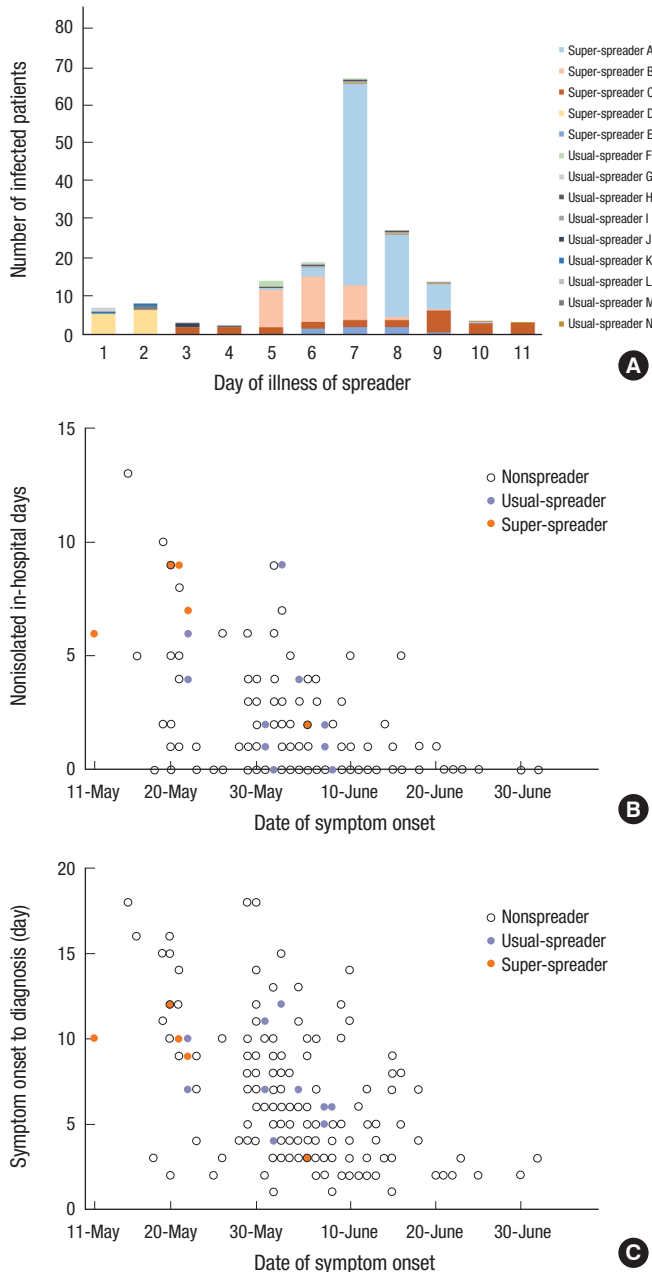 80
70
60
50
40
30
20
10
0
Number of infected patients
1 2 3 4 5 6 7 8 9 10 11
Day of illness of spreader
Super-spreader A
Super-spreader B
Super-spreader C
Super-spreader D
Super-spreader E
Usual-spreader F
Usual-spreader G
Usual-spreader H
Usual-spreader I
Usual-spreader J
Usual-spreader K
Usual-spreader L
Usual-spreader M
Usual-spreader N
A
15
10
5
0
Nonisolated in-hospital days
Nonspreader
Usual-spreader
Super-spreader
11-May 20-May 30-May 10-June 20-June 30-June
Date of symptom onset
B
20
15
10
5
0
Symptom onset to diagnosis (day)
Nonspreader
Usual-spreader
Super-spreader
11-May 20-May 30-May 10-June 20-June 30-June
Date of symptom onset
C